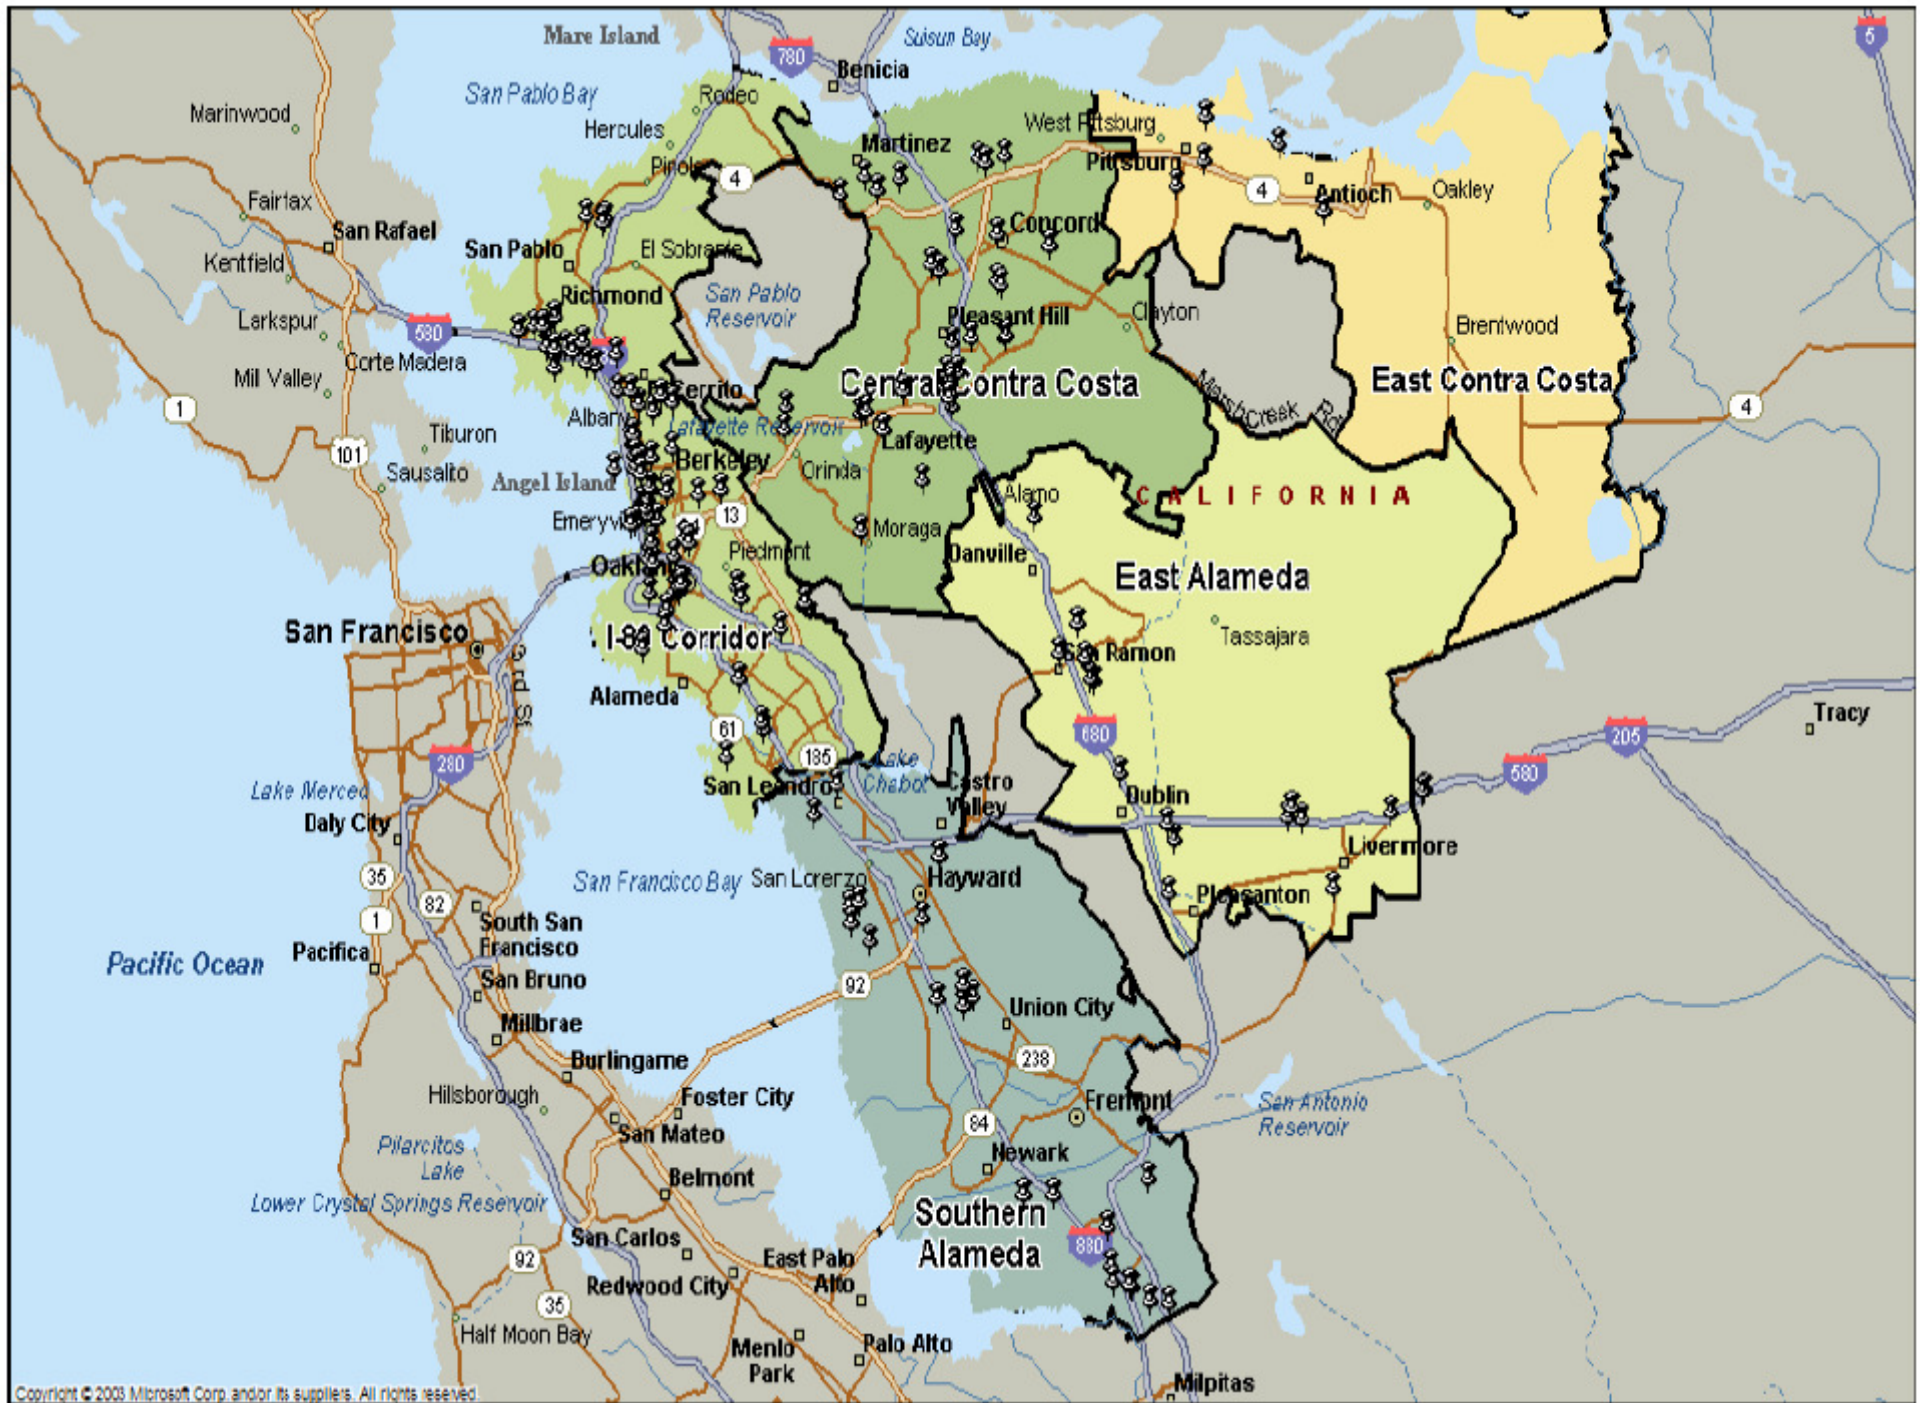 Mare Island
780
Suisun Bay
5
Benicia
San Pablo Bay
Rodeo
Marinwood
Hercules
West Pittsburg
Martinez
Pittsburg
Pinole
4
4
Antioch
Oakley
Fairfax
San Rafael
Concord
San Pablo
El Sobrante
Kentfield
San Pablo
Reservoir
Richmond
Larkspur
580
Pleasant Hill
Clayton
Brentwood
Corte Madera
Mill Valley
Central Contra Costa
East Contra Costa
El Cerrito
1
Marsh Creek Rd
4
Albany
Lafayette Reservoir
Tiburon
101
Lafayette
Berkeley
Orinda
Sausalito
Angel Island
Alamo
CALIFORNIA
13
Emeryville
Moraga
Piedmont
Danville
Oakland
East Alameda
San Francisco
I-80 Corridor
Tassajara
San Ramon
Alameda
3rd St
61
680
Tracy
205
185
280
Lake
Chabot
580
San Leandro
Castro
Valley
Lake Merced
Dublin
Daly City
Livermore
35
San Francisco Bay
San Lorenzo
Hayward
Pleasanton
82
1
South San
Francisco
Pacifica
Pacific Ocean
San Bruno
92
Union City
Millbrae
Burlingame
238
Hillsborough
Foster City
Fremont
San Antonio
Reservoir
84
San Mateo
Pilarcitos
Lake
Newark
Belmont
Lower Crystal Springs Reservoir
Southern
Alameda
San Carlos
880
92
East Palo
Alto
Redwood City
35
Half Moon Bay
Menlo
Park
Palo Alto
Milpitas
Copyright © 2003 Microsoft Corp. and/or its suppliers. All rights reserved.